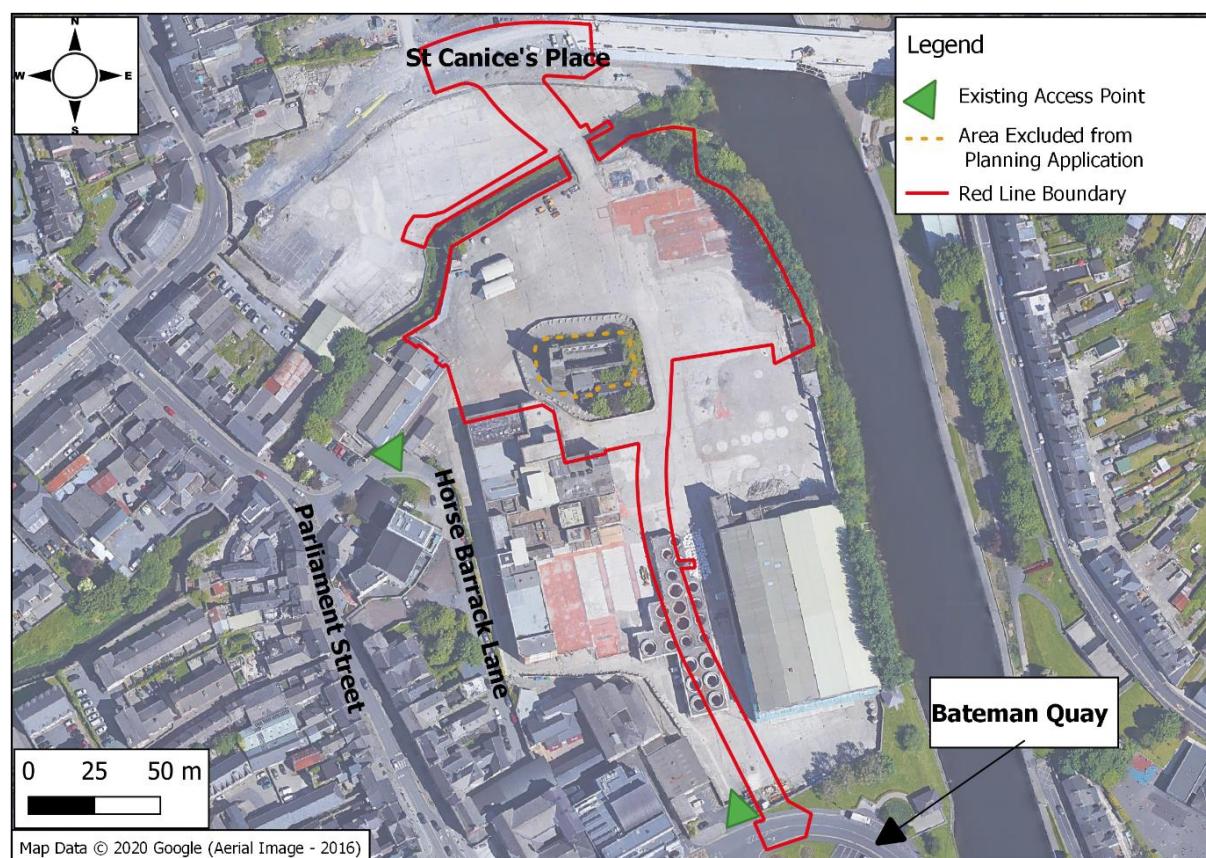 N
W E
S
St Canice's Place
Legend
Existing Access Point
Area Excluded from
Planning Application
Red Line Boundary
Parliament Street
Horse Barrack Lane
Bateman Quay
0 25 50 m
Map Data © 2020 Google (Aerial Image - 2016)